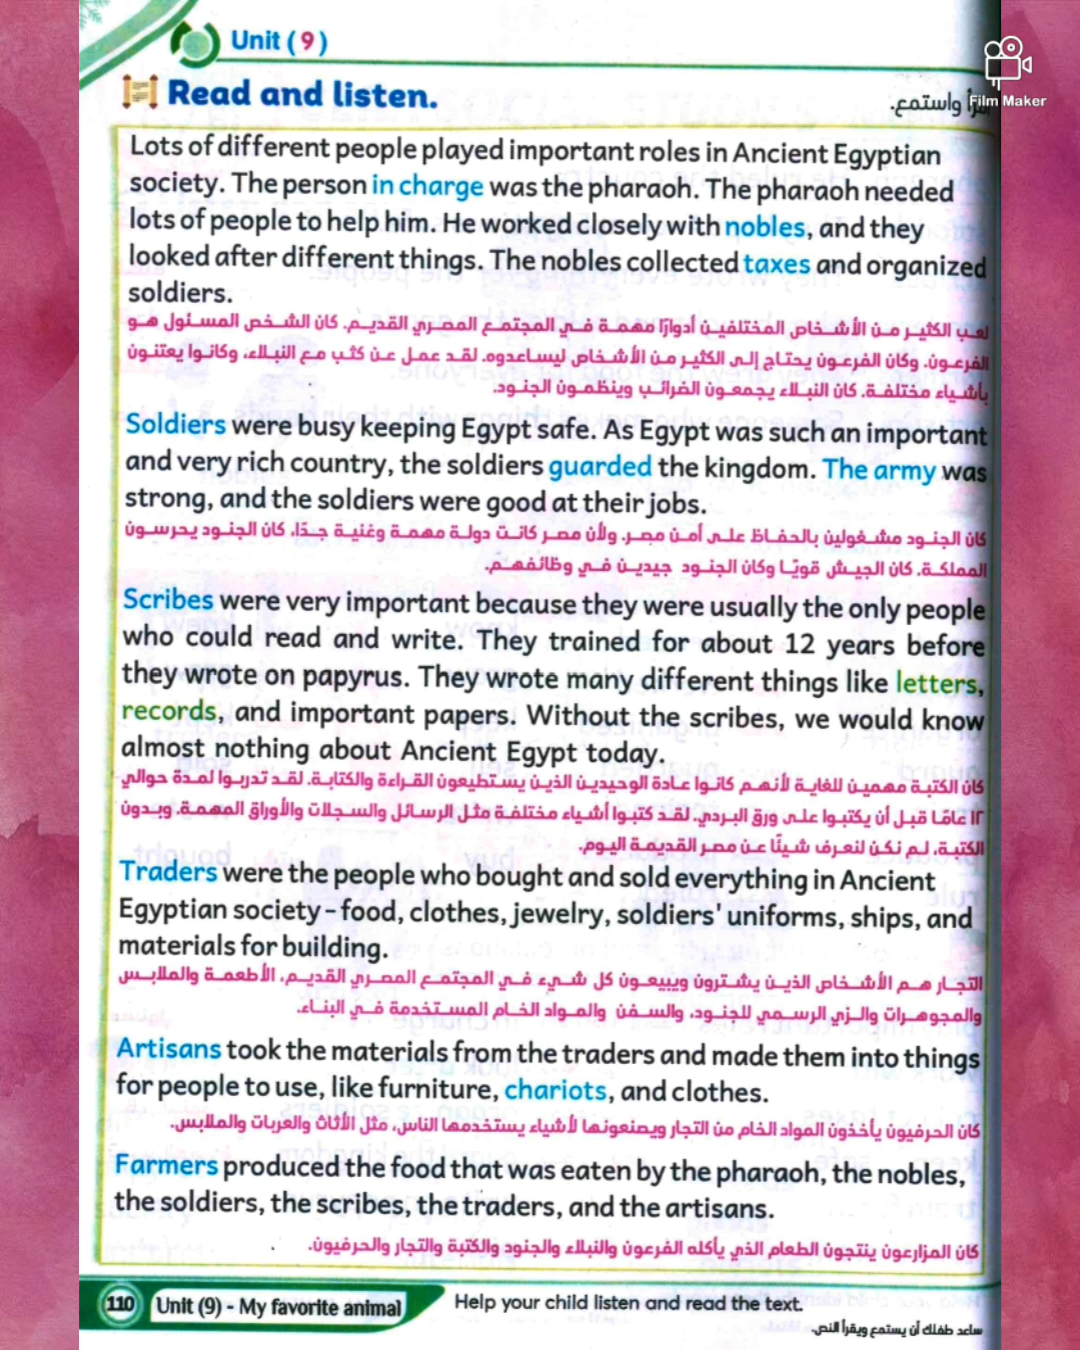 Unit (9)
Film Maker
Read and listen.
اقرأ واستمع.
Lots of different people played important roles in Ancient Egyptian
society. The person in charge was the pharaoh. The pharaoh needed
lots of people to help him. He worked closely with nobles, and they
looked after different things. The nobles collected taxes and organized
soldiers.
لعب الكثير من الأشخاص المختلفين أدوارًا مهمة في المجتمع المصري القديم. كان الشخص المسئول هو
الفرعون. وكان الفرعون يحتاج إلى الكثير من الأشخاص ليساعدوه. لقد عمل عن كثب مع النبلاء، وكانوا يعتنون
بأشياء مختلفة. كان النبلاء يجمعون الضرائب وينظمون الجنود.
Soldiers were busy keeping Egypt safe. As Egypt was such an important
and very rich country, the soldiers guarded the kingdom. The army was
strong, and the soldiers were good at their jobs.
كان الجنود مشغولين بالحفاظ على أمن مصر. ولأن مصر كانت دولة مهمة وغنية جدًا، كان الجنود يحرسون
المملكة. كان الجيش قويًا وكان الجنود جيدين في وظائفهم.
Scribes were very important because they were usually the only people
who could read and write. They trained for about 12 years before
they wrote on papyrus. They wrote many different things like letters,
records, and important papers. Without the scribes, we would know
almost nothing about Ancient Egypt today.
كان الكتبة مهمين للغاية لأنهم كانوا عادة الوحيدين الذين يستطيعون القراءة والكتابة. لقد تدربوا لمدة حوالي
١٢ عامًا قبل أن يكتبوا على ورق البردي. لقد كتبوا أشياء مختلفة مثل الرسائل والسجلات والأوراق المهمة. وبدون
الكتبة، لم نكن لنعرف شيئًا عن مصر القديمة اليوم.
Traders were the people who bought and sold everything in Ancient
Egyptian society - food, clothes, jewelry, soldiers' uniforms, ships, and
materials for building.
التجار هم الأشخاص الذين يشترون ويبيعون كل شيء في المجتمع المصري القديم، الأطعمة والملابس
والمجوهرات والزي الرسمي للجنود، والسفن والمواد الخام المستخدمة في البناء.
Artisans took the materials from the traders and made them into things
for people to use, like furniture, chariots, and clothes.
كان الحرفيون يأخذون المواد الخام من التجار ويصنعونها لأشياء يستخدمها الناس، مثل الأثاث والعربات والملابس.
Farmers produced the food that was eaten by the pharaoh, the nobles,
the soldiers, the scribes, the traders, and the artisans.
كان المزارعون ينتجون الطعام الذي يأكله الفرعون والنبلاء والجنود والكتبة والتجار والحرفيون.
110 Unit (9) - My favorite animal
Help your child listen and read the text.
ساعد طفلك أن يستمع ويقرأ النص.